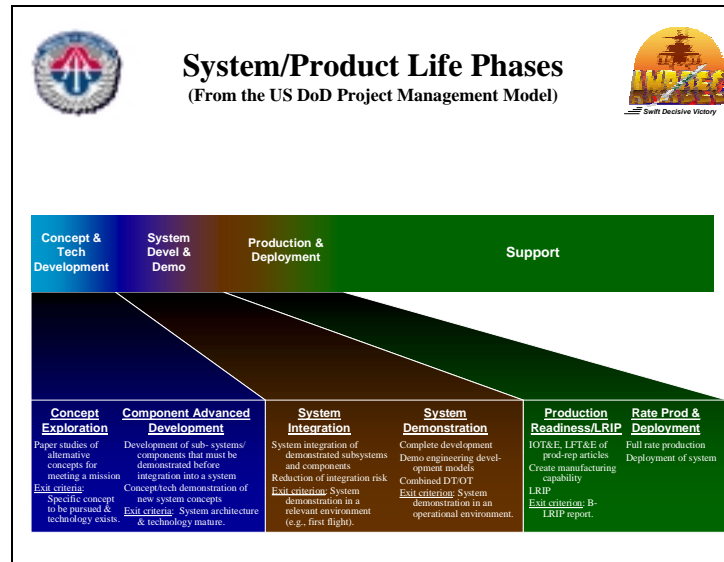 System/Product Life Phases
(From the US DoD Project Management Model)
Swift Decisive Victory
Concept &
Tech
Development
System
Devel &
Demo
Production &
Deployment
Support
Concept
Exploration
Paper studies of
alternative
concepts for
meeting a mission
Exit criteria:
Specific concept
to be pursued &
technology exists.
Component Advanced
Development
Development of sub- systems/
components that must be
demonstrated before
integration into a system
Concept/tech demonstration of
new system concepts
Exit criteria: System architecture
& technology mature.
System
Integration
System integration of
demonstrated subsystems
and components
Reduction of integration risk
Exit criterion: System
demonstration in a
relevant environment
(e.g., first flight).
System
Demonstration
Complete development
Demo engineering devel-
opment models
Combined DT/OT
Exit criterion: System
demonstration in an
operational environment.
Production
Readiness/LRIP
IOT&E, LFT&E of
prod-rep articles
Create manufacturing
capability
LRIP
Exit criterion: B-
LRIP report.
Rate Prod &
Deployment
Full rate production
Deployment of system